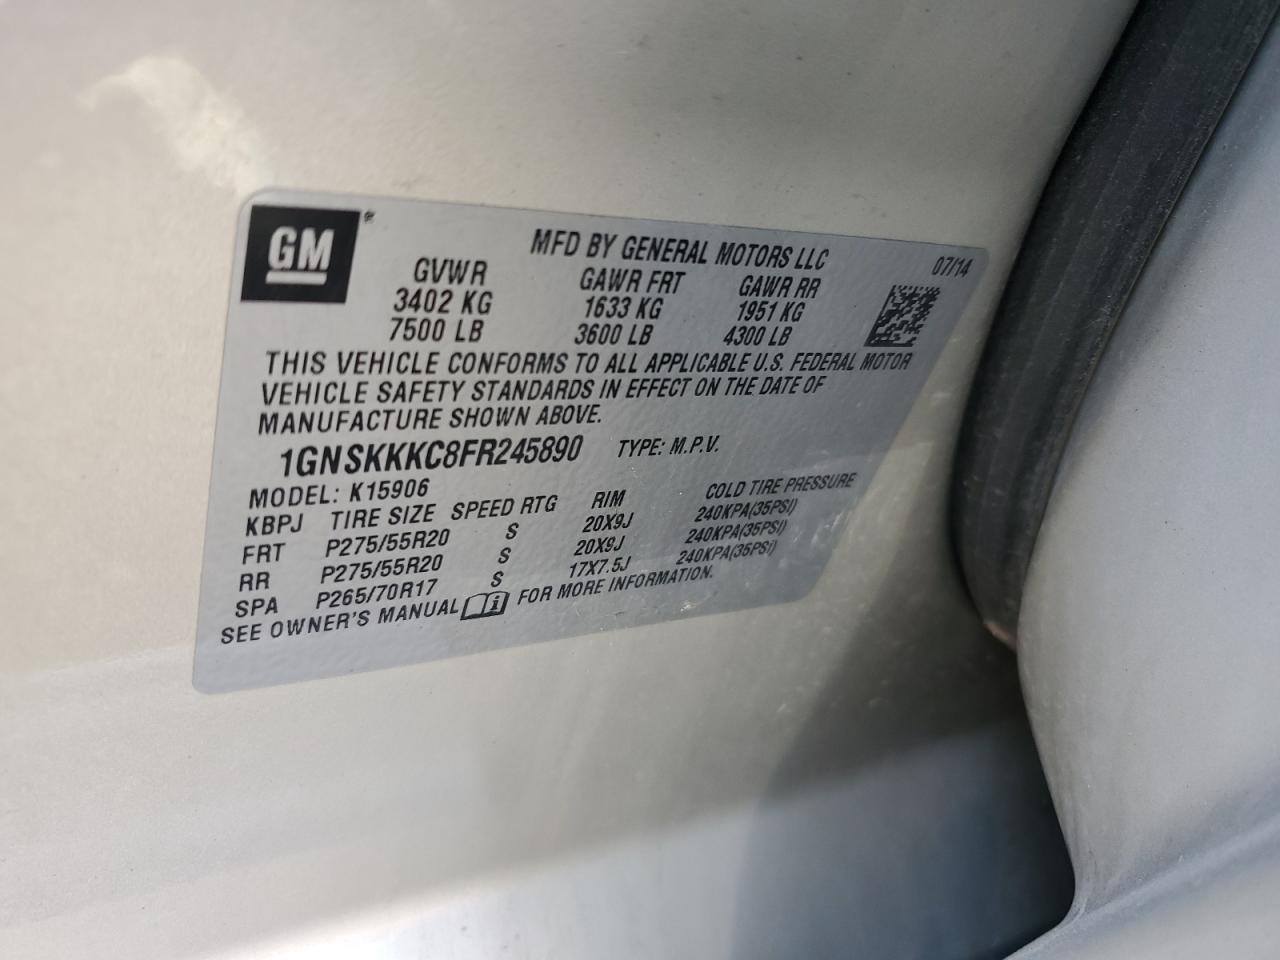 GM®
MFD BY GENERAL MOTORS LLC
07/14
GVWR GAWR FRT GAWR RR
3402 KG 1633 KG 1951 KG
7500 LB 3600 LB 4300 LB
THIS VEHICLE CONFORMS TO ALL APPLICABLE U.S. FEDERAL MOTOR
VEHICLE SAFETY STANDARDS IN EFFECT ON THE DATE OF
MANUFACTURE SHOWN ABOVE.
1GNSKKKC8FR245890 TYPE: M.P.V.
MODEL: K15906
KBPJ TIRE SIZE SPEED RTG RIM COLD TIRE PRESSURE
FRT P275/55R20 S 20X9J 240KPA(35PSI)
RR P275/55R20 S 20X9J 240KPA(35PSI)
SPA P265/70R17 S 17X7.5J 240KPA(35PSI)
SEE OWNER'S MANUAL i FOR MORE INFORMATION.